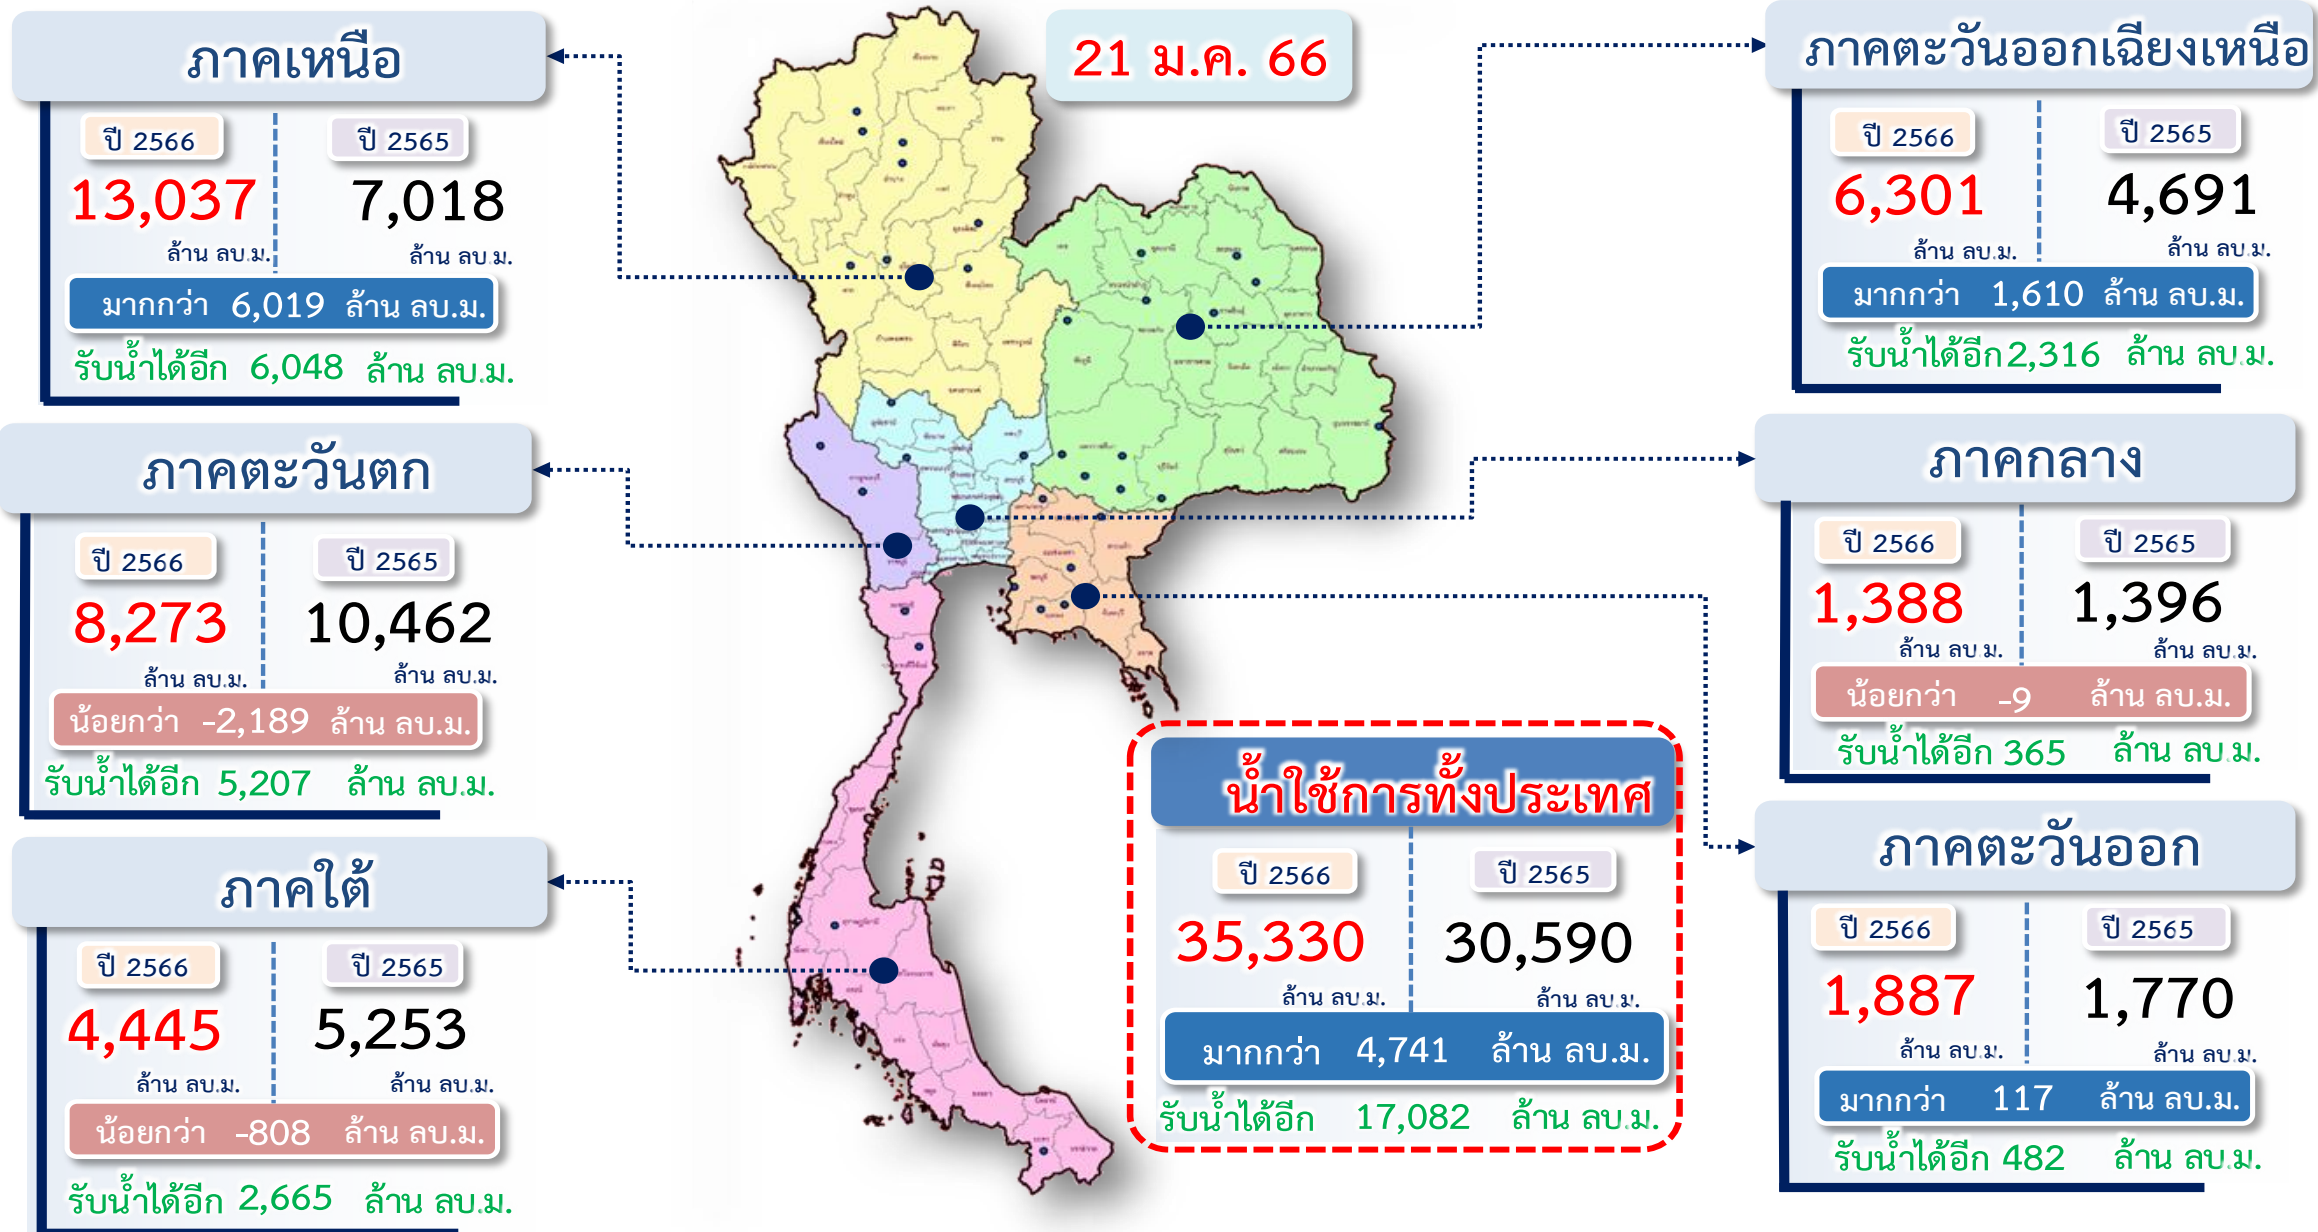 21 ม.ค. 66
ภาคเหนือ
ปี 2566 ปี 2565
13,037 7,018
ล้าน ลบ.ม. ล้าน ลบ.ม.
มากกว่า 6,019 ล้าน ลบ.ม.
รับน้ำได้อีก 6,048 ล้าน ลบ.ม.
ภาคตะวันตก
ปี 2566 ปี 2565
8,273 10,462
ล้าน ลบ.ม. ล้าน ลบ.ม.
น้อยกว่า -2,189 ล้าน ลบ.ม.
รับน้ำได้อีก 5,207 ล้าน ลบ.ม.
ภาคใต้
ปี 2566 ปี 2565
4,445 5,253
ล้าน ลบ.ม. ล้าน ลบ.ม.
น้อยกว่า -808 ล้าน ลบ.ม.
รับน้ำได้อีก 2,665 ล้าน ลบ.ม.
น้ำใช้การทั้งประเทศ
ปี 2566 ปี 2565
35,330 30,590
ล้าน ลบ.ม. ล้าน ลบ.ม.
มากกว่า 4,741 ล้าน ลบ.ม.
รับน้ำได้อีก 17,082 ล้าน ลบ.ม.
ภาคตะวันออกเฉียงเหนือ
ปี 2566 ปี 2565
6,301 4,691
ล้าน ลบ.ม. ล้าน ลบ.ม.
มากกว่า 1,610 ล้าน ลบ.ม.
รับน้ำได้อีก 2,316 ล้าน ลบ.ม.
ภาคกลาง
ปี 2566 ปี 2565
1,388 1,396
ล้าน ลบ.ม. ล้าน ลบ.ม.
น้อยกว่า -9 ล้าน ลบ.ม.
รับน้ำได้อีก 365 ล้าน ลบ.ม.
ภาคตะวันออก
ปี 2566 ปี 2565
1,887 1,770
ล้าน ลบ.ม. ล้าน ลบ.ม.
มากกว่า 117 ล้าน ลบ.ม.
รับน้ำได้อีก 482 ล้าน ลบ.ม.